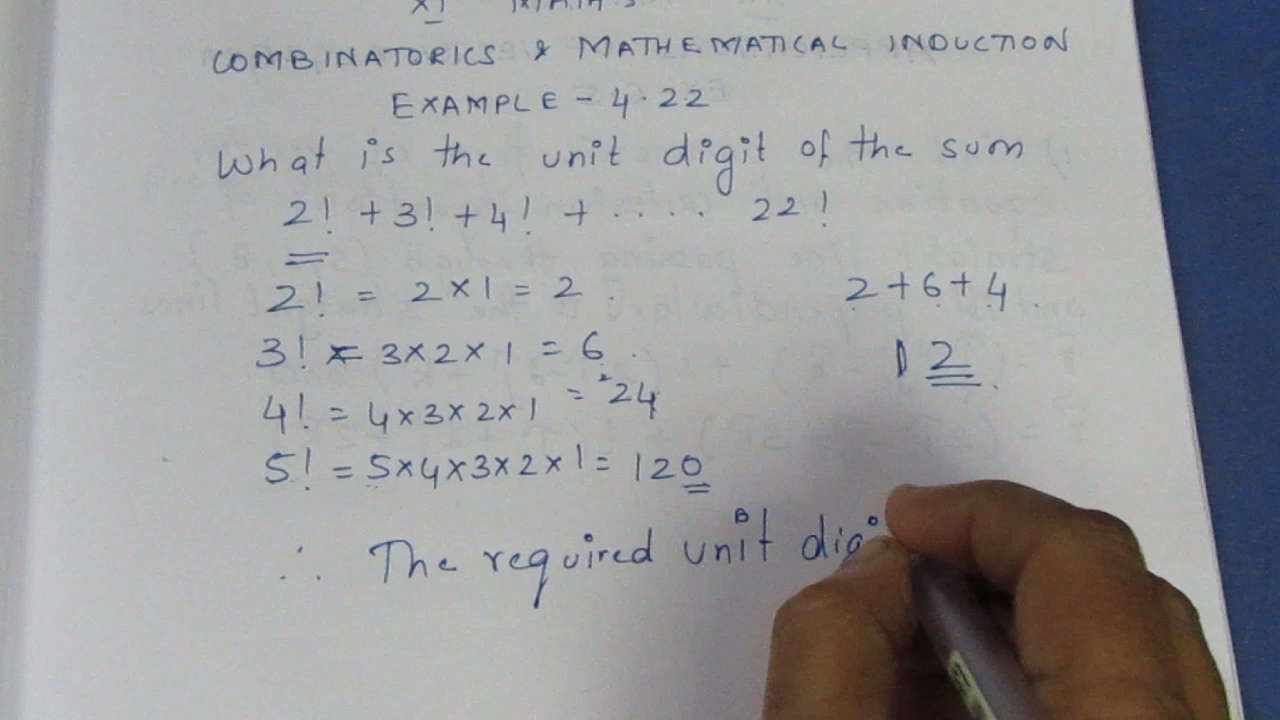 COMBINATORICS & MATHEMATICAL INDUCTION
EXAMPLE - 4.22
What is the unit digit of the sum
2! + 3! + 4! + ..... 22!
2! = 2 × 1 = 2
2 + 6 + 4
3! = 3 × 2 × 1 = 6
12
4! = 4 × 3 × 2 × 1 = 24
5! = 5 × 4 × 3 × 2 × 1 = 120
∴ The required unit dig